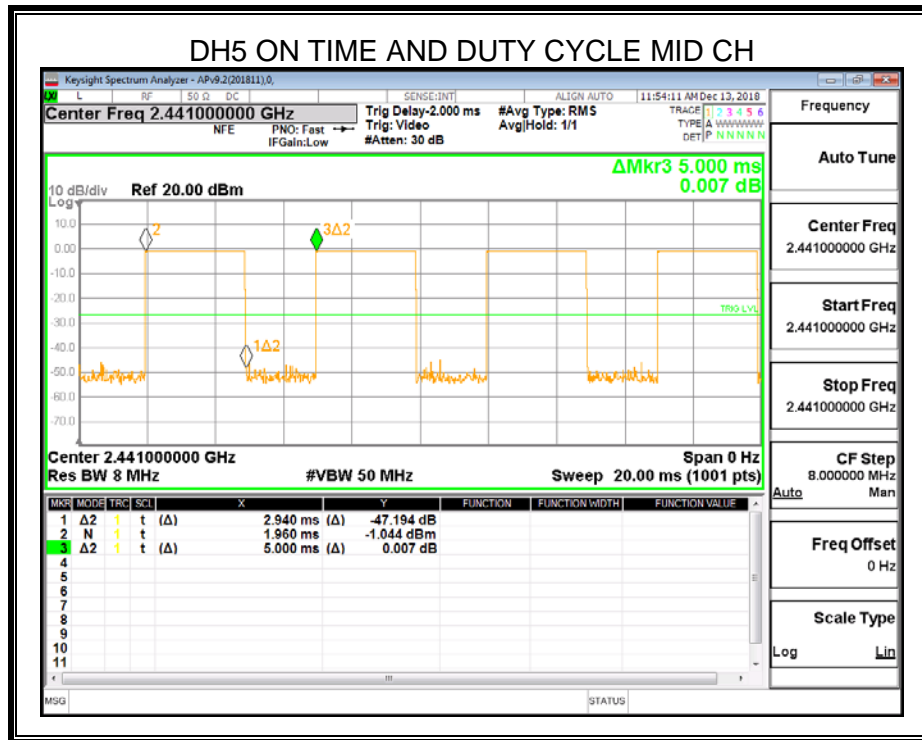 DH5 ON TIME AND DUTY CYCLE MID CH
Keysight Spectrum Analyzer - APv9.2(201811),0,
L RF 50 Ω DC SENSE:INT ALIGN AUTO 11:54:11 AM Dec 13, 2018
Center Freq 2.441000000 GHz
NFE
PNO: Fast
IFGain:Low
Trig Delay-2.000 ms
Trig: Video
#Atten: 30 dB
#Avg Type: RMS
Avg|Hold: 1/1
TRACE 1 2 3 4 5 6
TYPE A WWWWW
DET P N N N N N
ΔMkr3 5.000 ms
0.007 dB
10 dB/div Ref 20.00 dBm
Log
10.0
0.00
-10.0
-20.0
-30.0
-40.0
-50.0
-60.0
-70.0
2
3Δ2
1Δ2
TRIG LVL
Center 2.441000000 GHz Span 0 Hz
Res BW 8 MHz #VBW 50 MHz Sweep 20.00 ms (1001 pts)
MKR MODE TRC SCL X Y FUNCTION FUNCTION WIDTH FUNCTION VALUE
1 Δ2 1 t (Δ) 2.940 ms (Δ) -47.194 dB
2 N 1 t 1.960 ms -1.044 dBm
3 Δ2 1 t (Δ) 5.000 ms (Δ) 0.007 dB
4
5
6
7
8
9
10
11
MSG STATUS
Frequency
Auto Tune
Center Freq
2.441000000 GHz
Start Freq
2.441000000 GHz
Stop Freq
2.441000000 GHz
CF Step
8.000000 MHz
Auto Man
Freq Offset
0 Hz
Scale Type
Log Lin